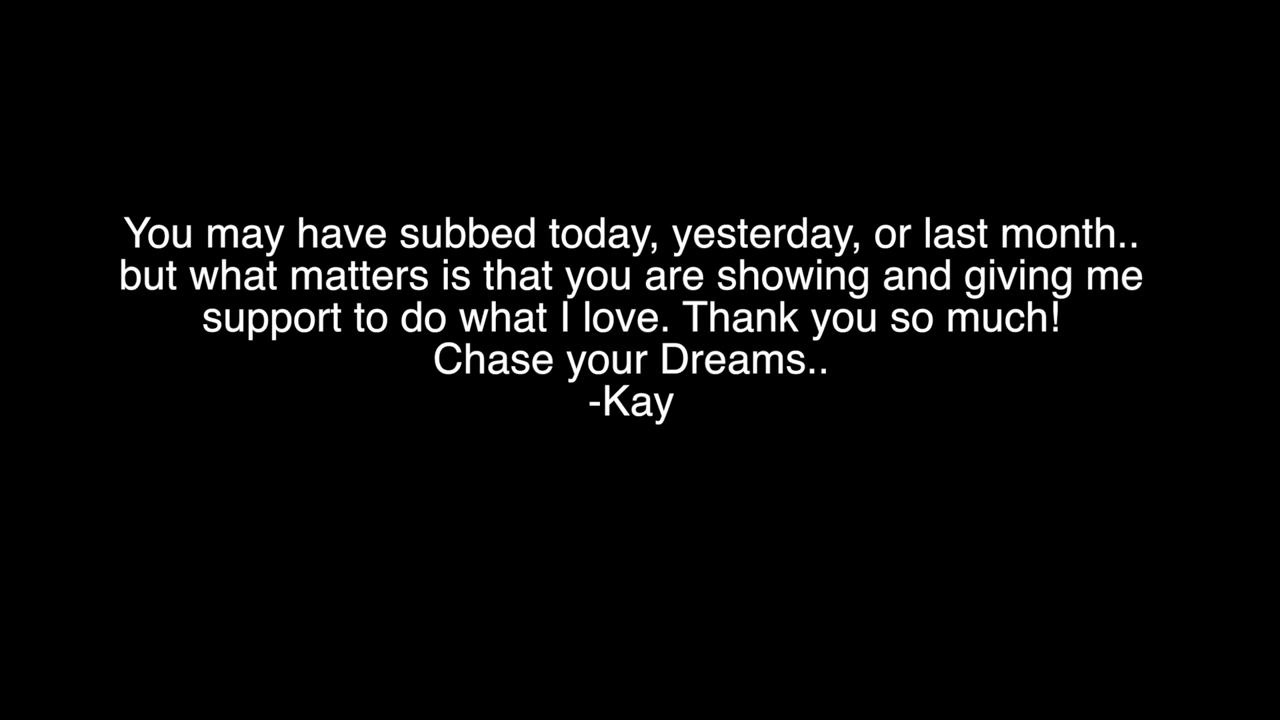 You may have subbed today, yesterday, or last month..
but what matters is that you are showing and giving me
support to do what I love. Thank you so much!
Chase your Dreams..
-Kay